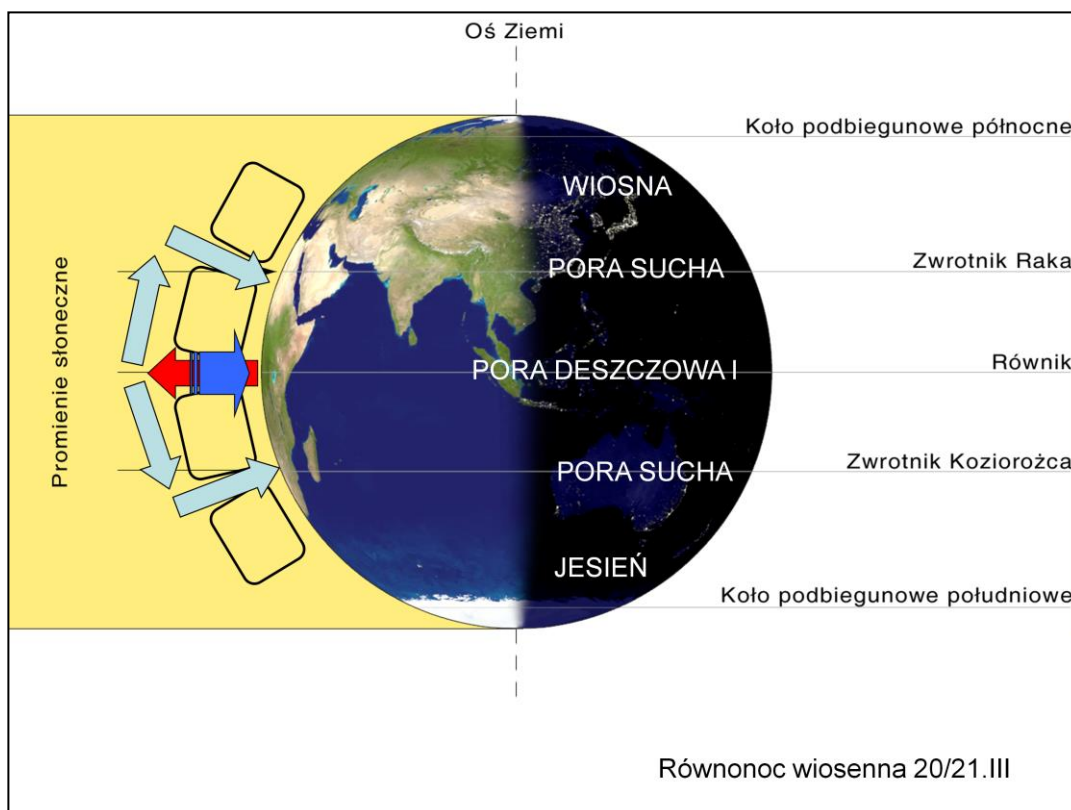 Oś Ziemi
Koło podbiegunowe północne
WIOSNA
Zwrotnik Raka
PORA SUCHA
Promienie słoneczne
Równik
PORA DESZCZOWA I
Zwrotnik Koziorożca
PORA SUCHA
JESIEŃ
Koło podbiegunowe południowe
Równonoc wiosenna 20/21.III